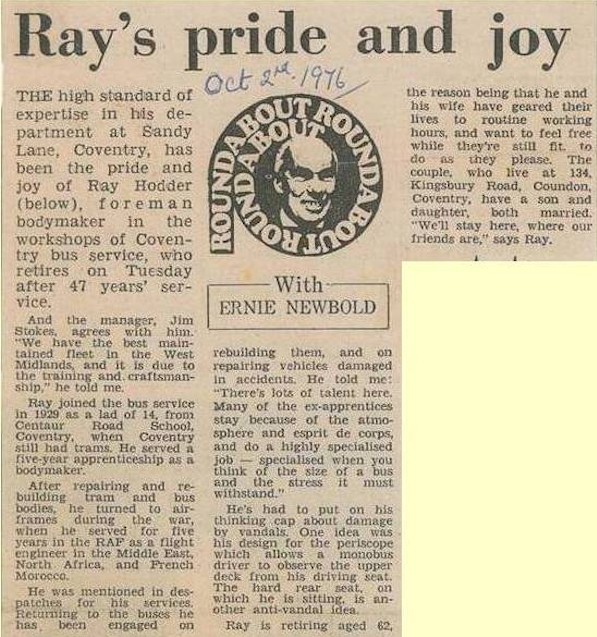 Ray's pride and joy
Oct 2nd. 1976
THE high standard of
expertise in his de-
partment at Sandy
Lane, Coventry, has
been the pride and
joy of Ray Hodder
(below), foreman
bodymaker in the
workshops of Coven-
try bus service, who
retires on Tuesday
after 47 years' ser-
vice.
And the manager, Jim
Stokes, agrees with him.
"We have the best main-
tained fleet in the West
Midlands, and it is due to
the training and craftsman-
ship," he told me.
Ray joined the bus service
in 1929 as a lad of 14, from
Centaur Road School,
Coventry, when Coventry
still had trams. He served a
five-year apprenticeship as a
bodymaker.
After repairing and re-
building tram and bus
bodies, he turned to air-
frames during the war,
when he served for five
years in the RAF as a flight
engineer in the Middle East,
North Africa, and French
Morocco.
He was mentioned in des-
patches for his services.
Returning to the buses he
has been engaged on
ROUNDABOUT ROUNDABOUT ROUNDABOUT
ROUNDABOUT
With
ERNIE NEWBOLD
rebuilding them, and on
repairing vehicles damaged
in accidents. He told me:
"There's lots of talent here.
Many of the ex-apprentices
stay because of the atmo-
sphere and esprit de corps,
and do a highly specialised
job — specialised when you
think of the size of a bus
and the stress it must
withstand."
He's had to put on his
thinking cap about damage
by vandals. One idea was
his design for the periscope
which allows a monobus
driver to observe the upper
deck from his driving seat.
The hard rear seat, on
which he is sitting, is an-
other anti-vandal idea.
Ray is retiring aged 62,
the reason being that he and
his wife have geared their
lives to routine working
hours, and want to feel free
while they're still fit. to
do as they please. The
couple, who live at 134,
Kingsbury Road, Coundon,
Coventry, have a son and
daughter, both married.
"We'll stay here, where our
friends are," says Ray.